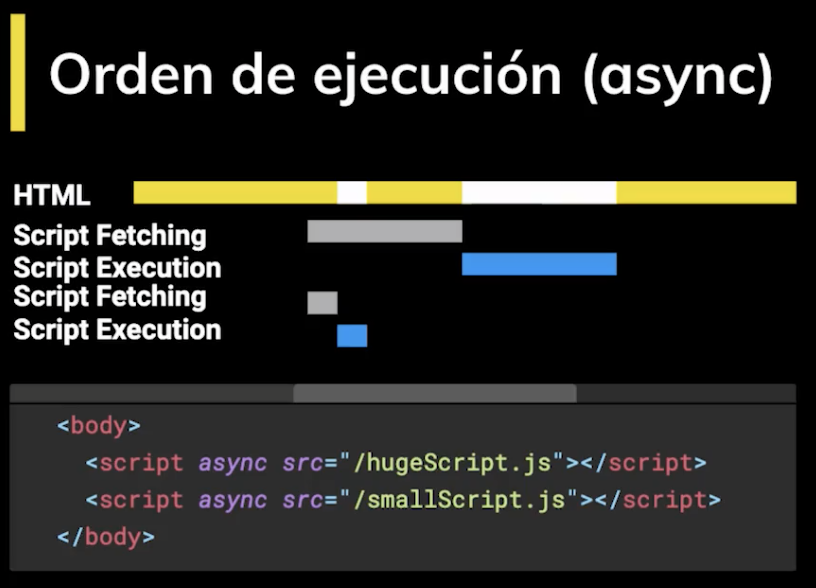 Orden de ejecución (async)
HTML
Script Fetching
Script Execution
Script Fetching
Script Execution
<body>
<script async src="/hugeScript.js"></script>
<script async src="/smallScript.js"></script>
</body>